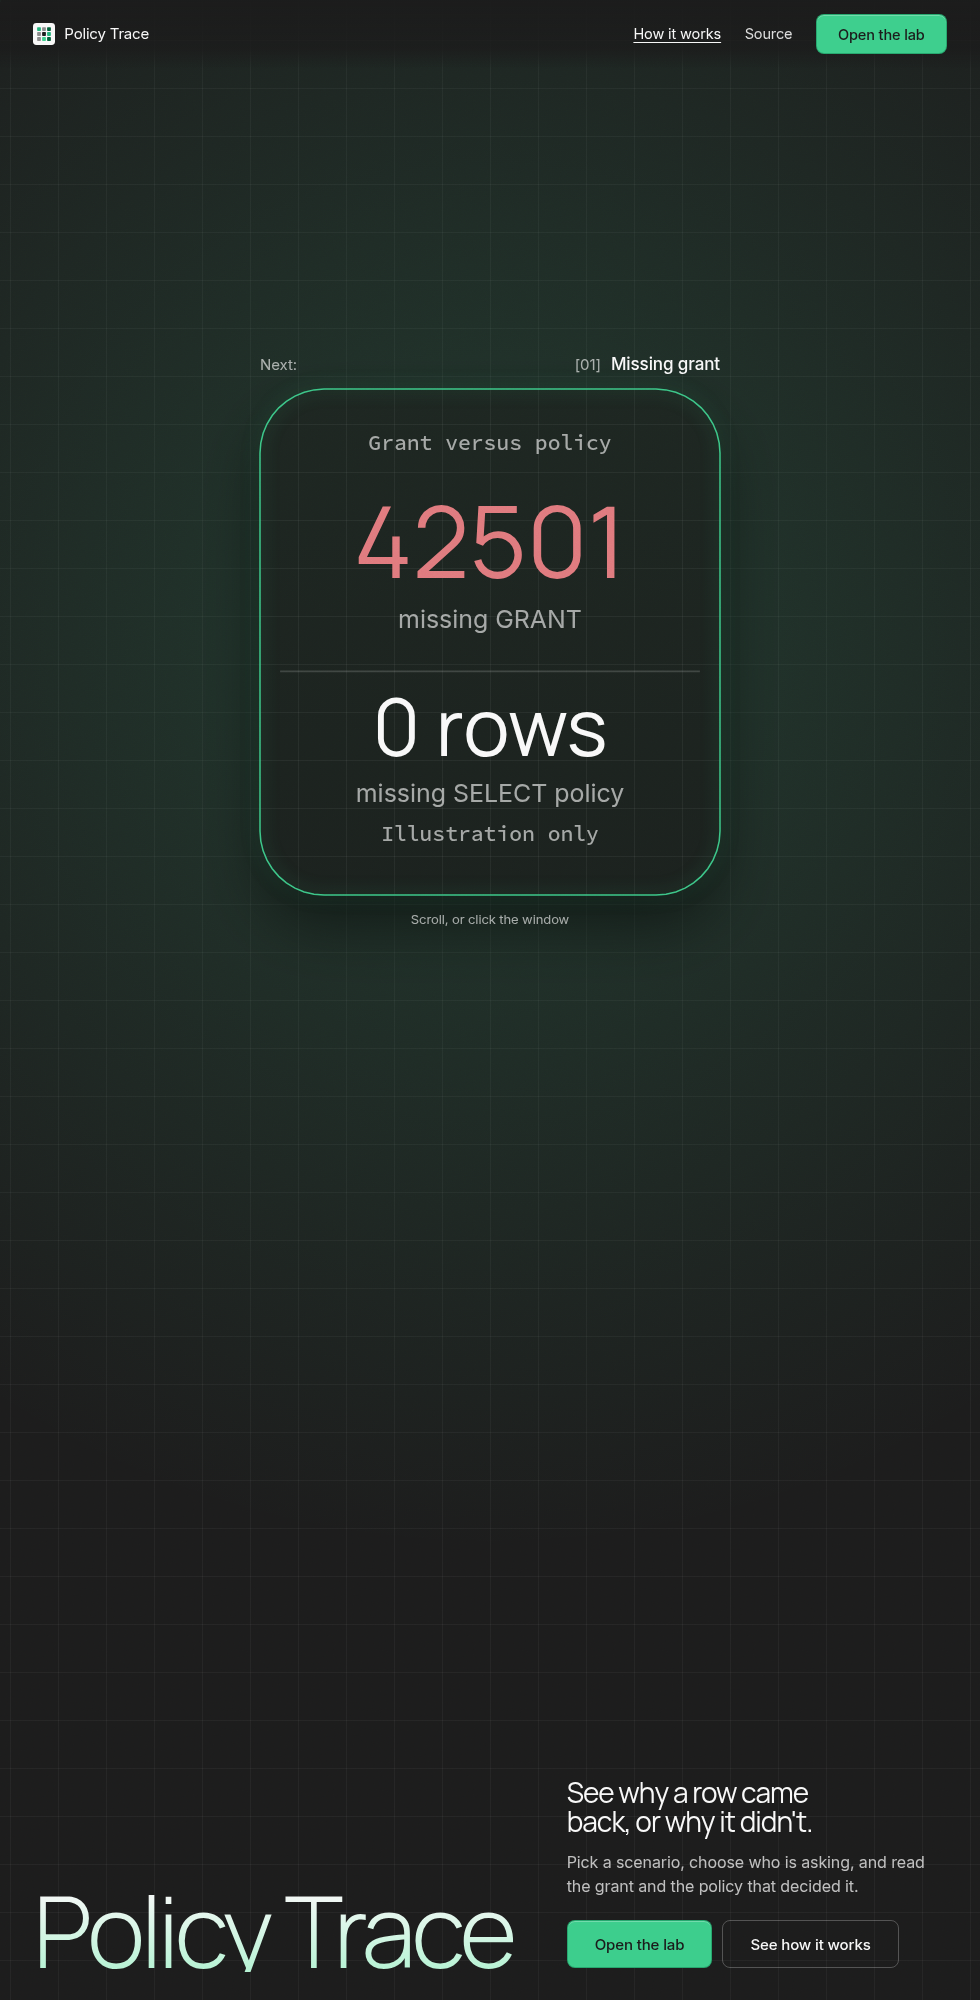 Policy Trace
How it works
Source
Open the lab
Next:
[01] Missing grant
Grant versus policy
42501
missing GRANT
0 rows
missing SELECT policy
Illustration only
Scroll, or click the window
See why a row came
back, or why it didn't.
Pick a scenario, choose who is asking, and read
the grant and the policy that decided it.
Policy Trace
Open the lab
See how it works